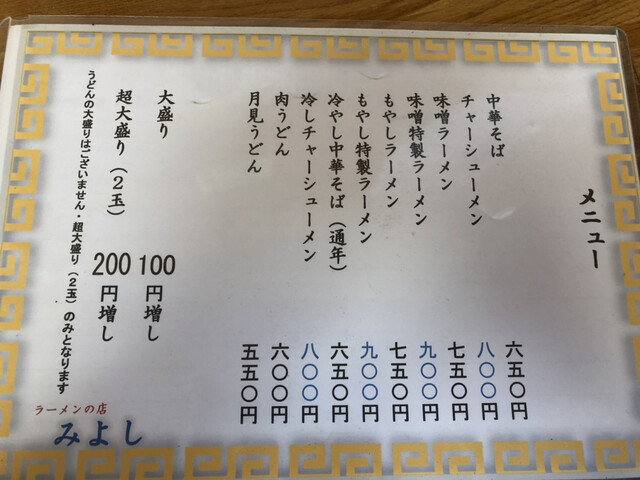 メニュー
中華そば 六五〇円
チャーシューメン 八〇〇円
味噌ラーメン 七五〇円
味噌特製ラーメン 九〇〇円
もやしラーメン 七五〇円
もやし特製ラーメン 九〇〇円
冷やし中華そば（通年） 六五〇円
冷しチャーシューメン 八〇〇円
肉うどん 六〇〇円
月見うどん 五五〇円
大盛り 100円増し
超大盛り（２玉） 200円増し
うどんの大盛りはございません・超大盛り（２玉）のみとなります
ラーメンの店
みよし